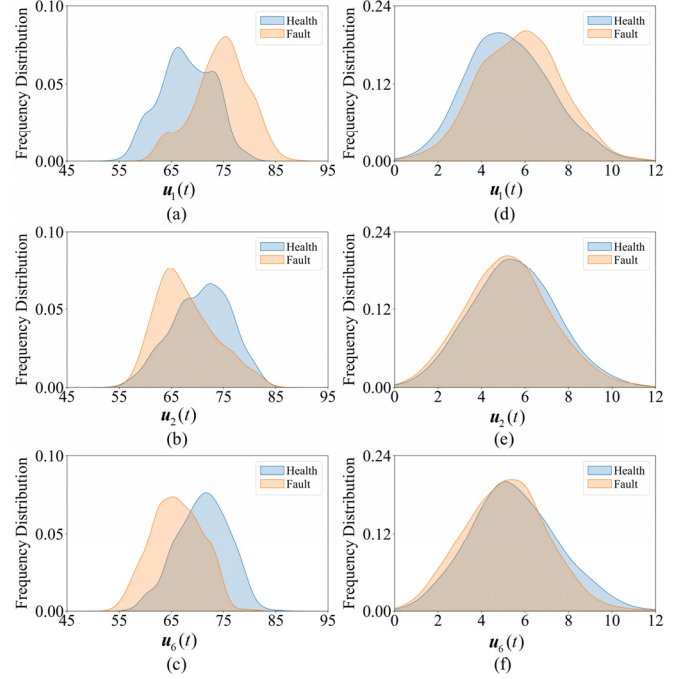 Frequency Distribution
0.10
0.05
0.00
45 55 65 75 85 95
Health
Fault
u₁(t)
(a)
Frequency Distribution
0.24
0.12
0.00
0 2 4 6 8 10 12
Health
Fault
u₁(t)
(d)
Frequency Distribution
0.10
0.05
0.00
45 55 65 75 85 95
Health
Fault
u₂(t)
(b)
Frequency Distribution
0.24
0.12
0.00
0 2 4 6 8 10 12
Health
Fault
u₂(t)
(e)
Frequency Distribution
0.10
0.05
0.00
45 55 65 75 85 95
Health
Fault
u₆(t)
(c)
Frequency Distribution
0.24
0.12
0.00
0 2 4 6 8 10 12
Health
Fault
u₆(t)
(f)